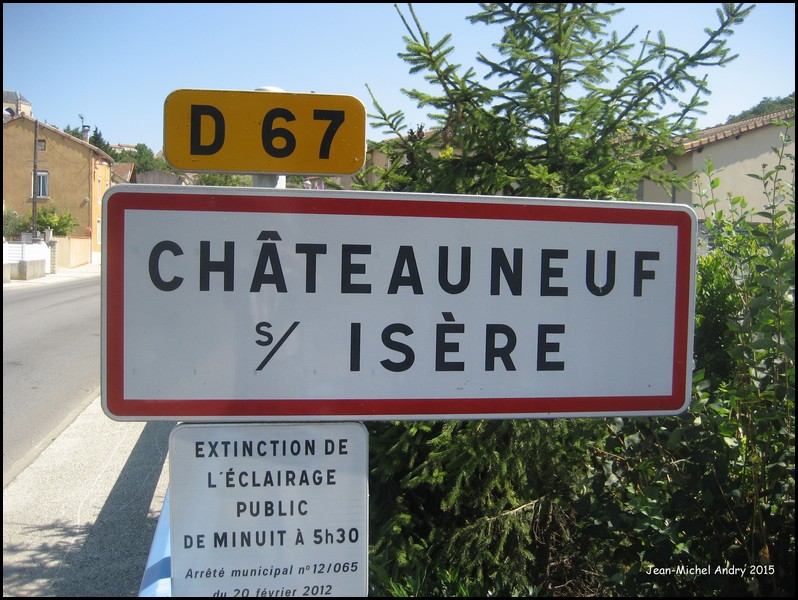 D 67
CHÂTEAUNEUF
s/ ISÈRE
EXTINCTION DE
L'ÉCLAIRAGE
PUBLIC
DE MINUIT À 5h30
Arrêté municipal n°12/065
du 20 février 2012
Jean-Michel Andry 2015